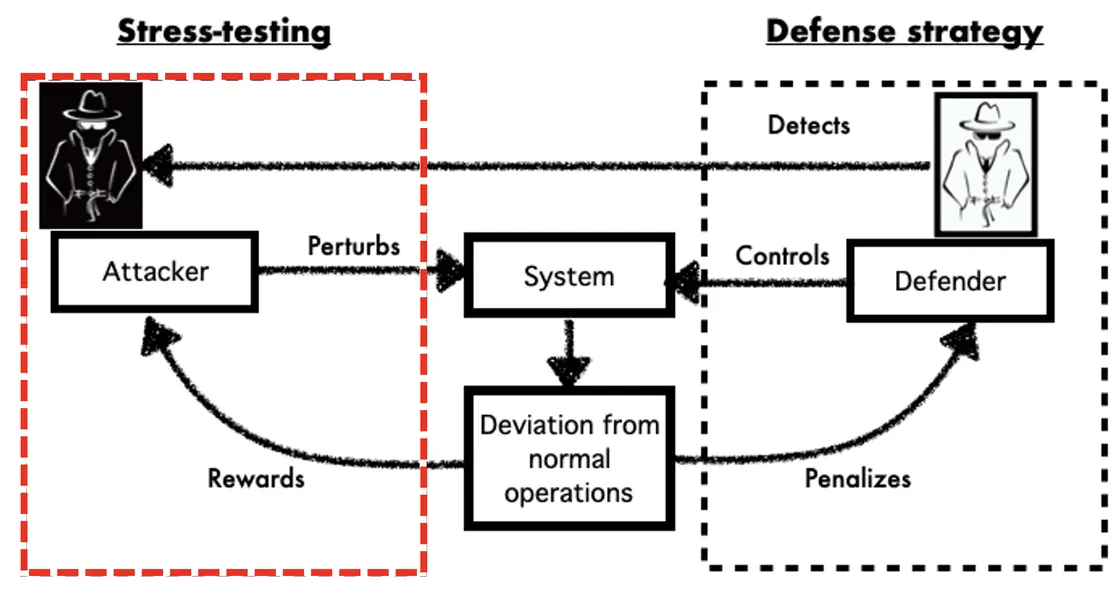 Stress-testing
Defense strategy
Detects
Perturbs
Controls
Attacker
System
Defender
Deviation from
normal
operations
Rewards
Penalizes